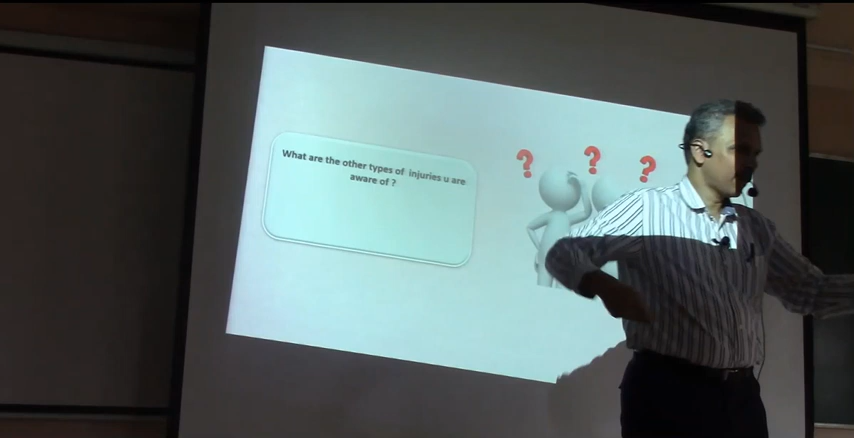 What are the other types of injuries u are
aware of ?
? ? ?